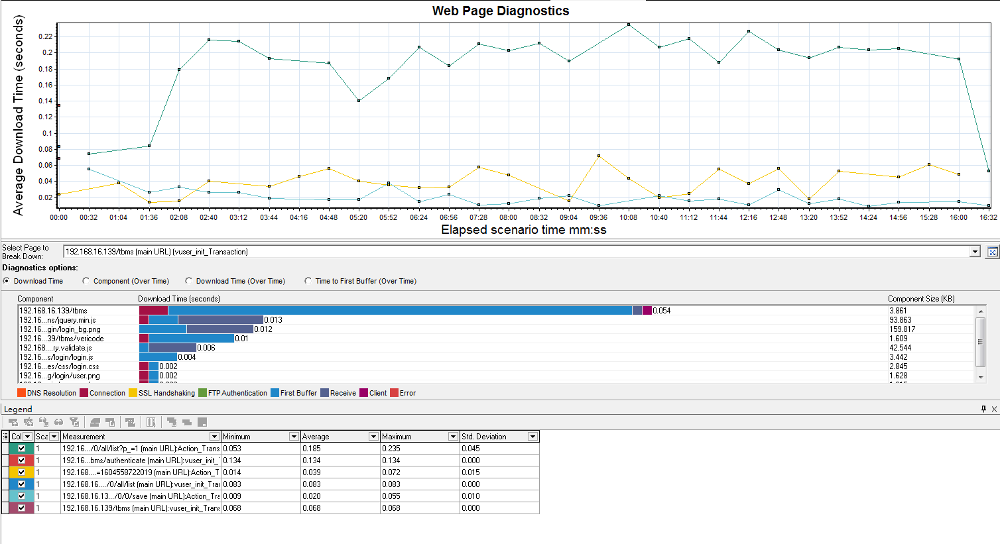 Web Page Diagnostics
Average Download Time (seconds)
0.22
0.2
0.18
0.16
0.14
0.12
0.1
0.08
0.06
0.04
0.02
00:00 00:32 01:04 01:36 02:08 02:40 03:12 03:44 04:16 04:48 05:20 05:52 06:24 06:56 07:28 08:00 08:32 09:04 09:36 10:08 10:40 11:12 11:44 12:16 12:48 13:20 13:52 14:24 14:56 15:28 16:00 16:32
Elapsed scenario time mm:ss
Select Page to
Break Down:
192.168.16.139/tbms (main URL) (vuser_init_Transaction)
Diagnostics options:
Download Time Component (Over Time) Download Time (Over Time) Time to First Buffer (Over Time)
Component Download Time (seconds) Component Size (KB)
192.168.16.139/tbms 0.054 3.861
192.16...ns/jquery.min.js 0.013 93.863
192.16...gin/login_bg.png 0.012 159.817
192.16...39/tbms/vericode 0.01 1.609
192.168....ry.validate.js 0.006 42.544
192.16...s/login/login.js 0.004 3.442
192.16...es/css/login.css 0.002 2.845
192.16...g/login/user.png 0.002 1.628
DNS Resolution Connection SSL Handshaking FTP Authentication First Buffer Receive Client Error
Legend
Col Sca Measurement Minimum Average Maximum Std. Deviation
1 192.16.../0/all/list?p_=1 (main URL):Action_Trans 0.053 0.185 0.235 0.045
1 192.16...bms/authenticate (main URL):vuser_init_ 0.134 0.134 0.134 0.000
1 192.168....=1604558722019 (main URL):Action_T 0.014 0.039 0.072 0.015
1 192.168.16..../0/all/list (main URL):vuser_init_Tra 0.083 0.083 0.083 0.000
1 192.168.16.13.../0/0/save (main URL):Action_Tra 0.009 0.020 0.055 0.010
1 192.168.16.139/tbms (main URL):vuser_init_Trans 0.068 0.068 0.068 0.000